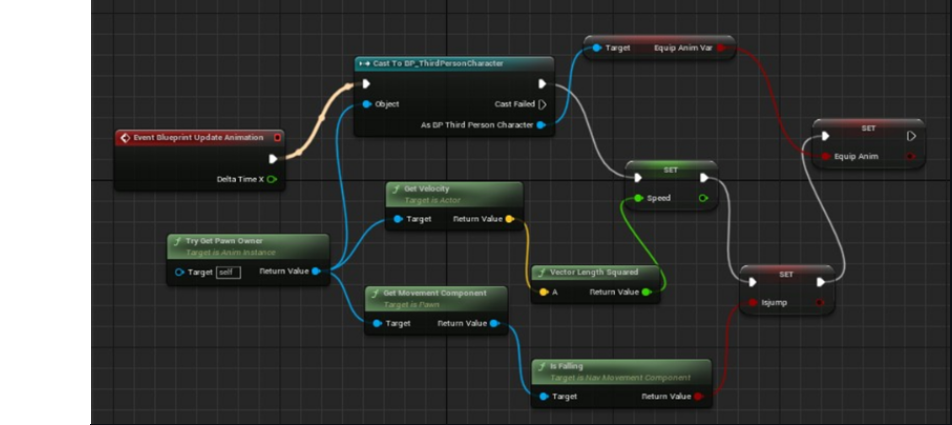 Cast To BP_ThirdPersonCharacter
Object
Cast Failed
As BP Third Person Character
Target Equip Anim Var
Event Blueprint Update Animation
Delta Time X
SET
Equip Anim
SET
Speed
Get Velocity
Target is Actor
Target Return Value
Try Get Pawn Owner
Target is Anim Instance
Target self Return Value
Vector Length Squared
A Return Value
SET
Isjump
Get Movement Component
Target is Pawn
Target Return Value
Is Falling
Target is Nav Movement Component
Target Return Value